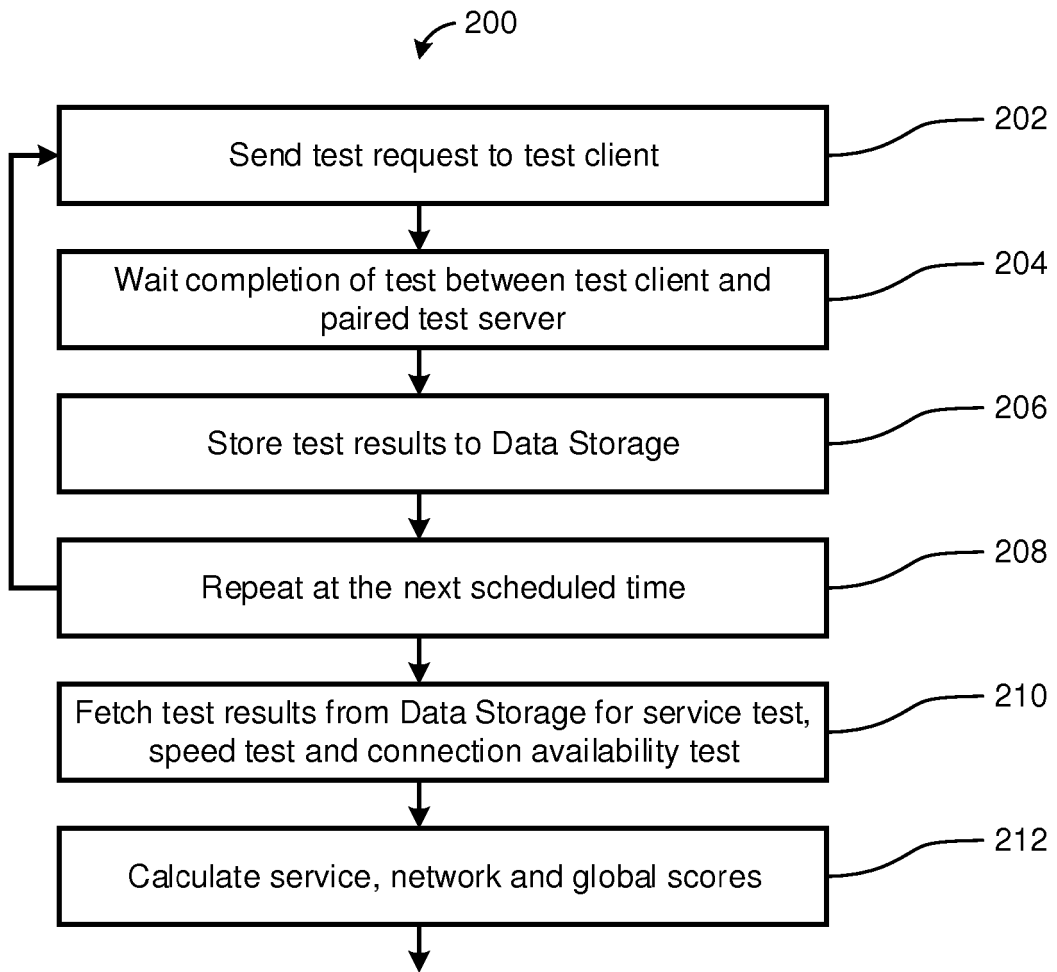 200
Send test request to test client
202
Wait completion of test between test client and
paired test server
204
Store test results to Data Storage
206
Repeat at the next scheduled time
208
Fetch test results from Data Storage for service test,
speed test and connection availability test
210
Calculate service, network and global scores
212